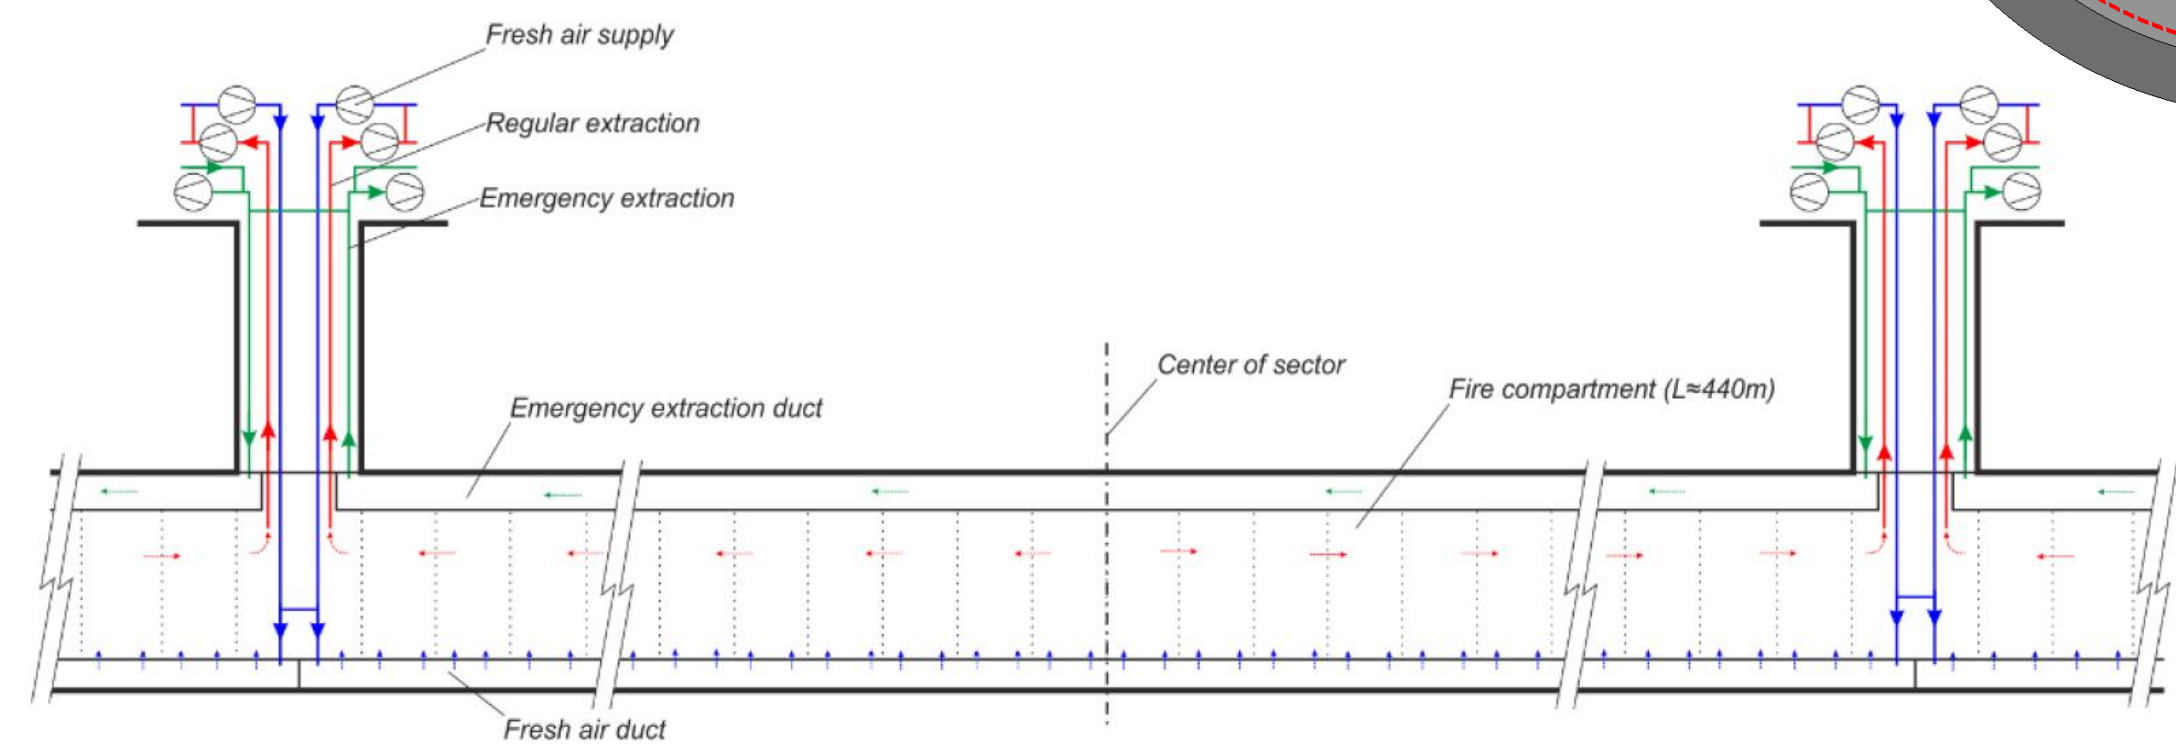 Fresh air supply
Regular extraction
Emergency extraction
Center of sector
Fire compartment (L≈440m)
Emergency extraction duct
Fresh air duct